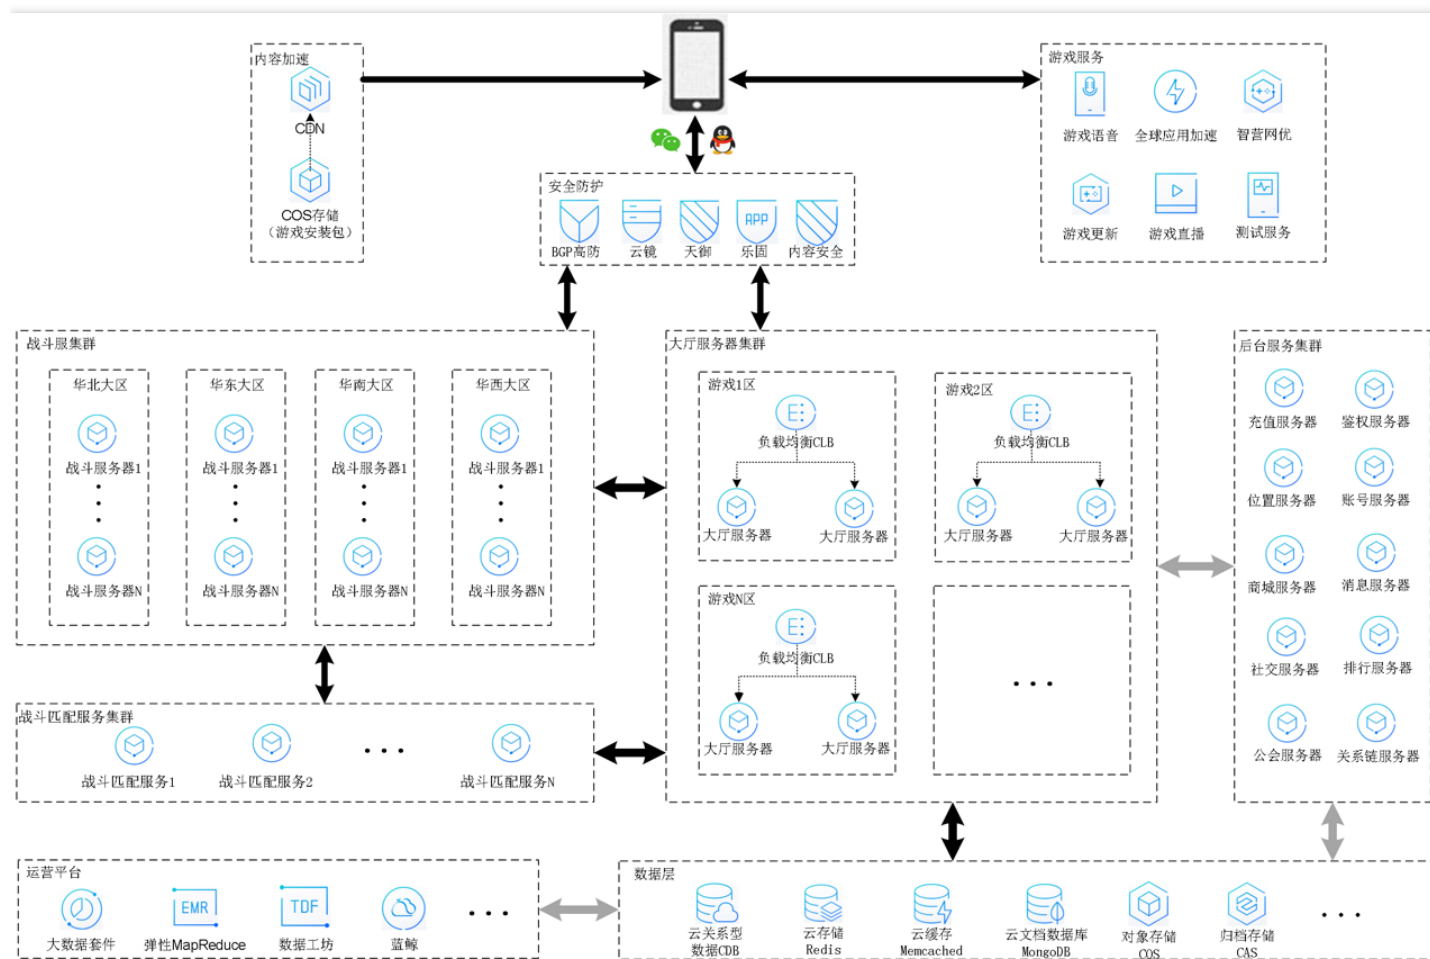 内容加速
CDN
COS存储
（游戏安装包）
游戏服务
游戏语音
全球应用加速
智营网优
游戏更新
游戏直播
测试服务
安全防护
BGP高防
云镜
天御
APP
乐固
内容安全
战斗服集群
华北大区
战斗服务器1
战斗服务器N
华东大区
战斗服务器1
战斗服务器N
华南大区
战斗服务器1
战斗服务器N
华西大区
战斗服务器1
战斗服务器N
大厅服务器集群
游戏1区
负载均衡CLB
大厅服务器
大厅服务器
游戏2区
负载均衡CLB
大厅服务器
大厅服务器
游戏N区
负载均衡CLB
大厅服务器
大厅服务器
...
后台服务集群
充值服务器
鉴权服务器
位置服务器
账号服务器
商城服务器
消息服务器
社交服务器
排行服务器
公会服务器
关系链服务器
战斗匹配服务集群
战斗匹配服务1
战斗匹配服务2
...
战斗匹配服务N
运营平台
大数据套件
EMR
弹性MapReduce
TDF
数据工坊
蓝鲸
...
数据层
云关系型
数据CDB
云存储
Redis
云缓存
Memcached
云文档数据库
MongoDB
对象存储
COS
归档存储
CAS
...